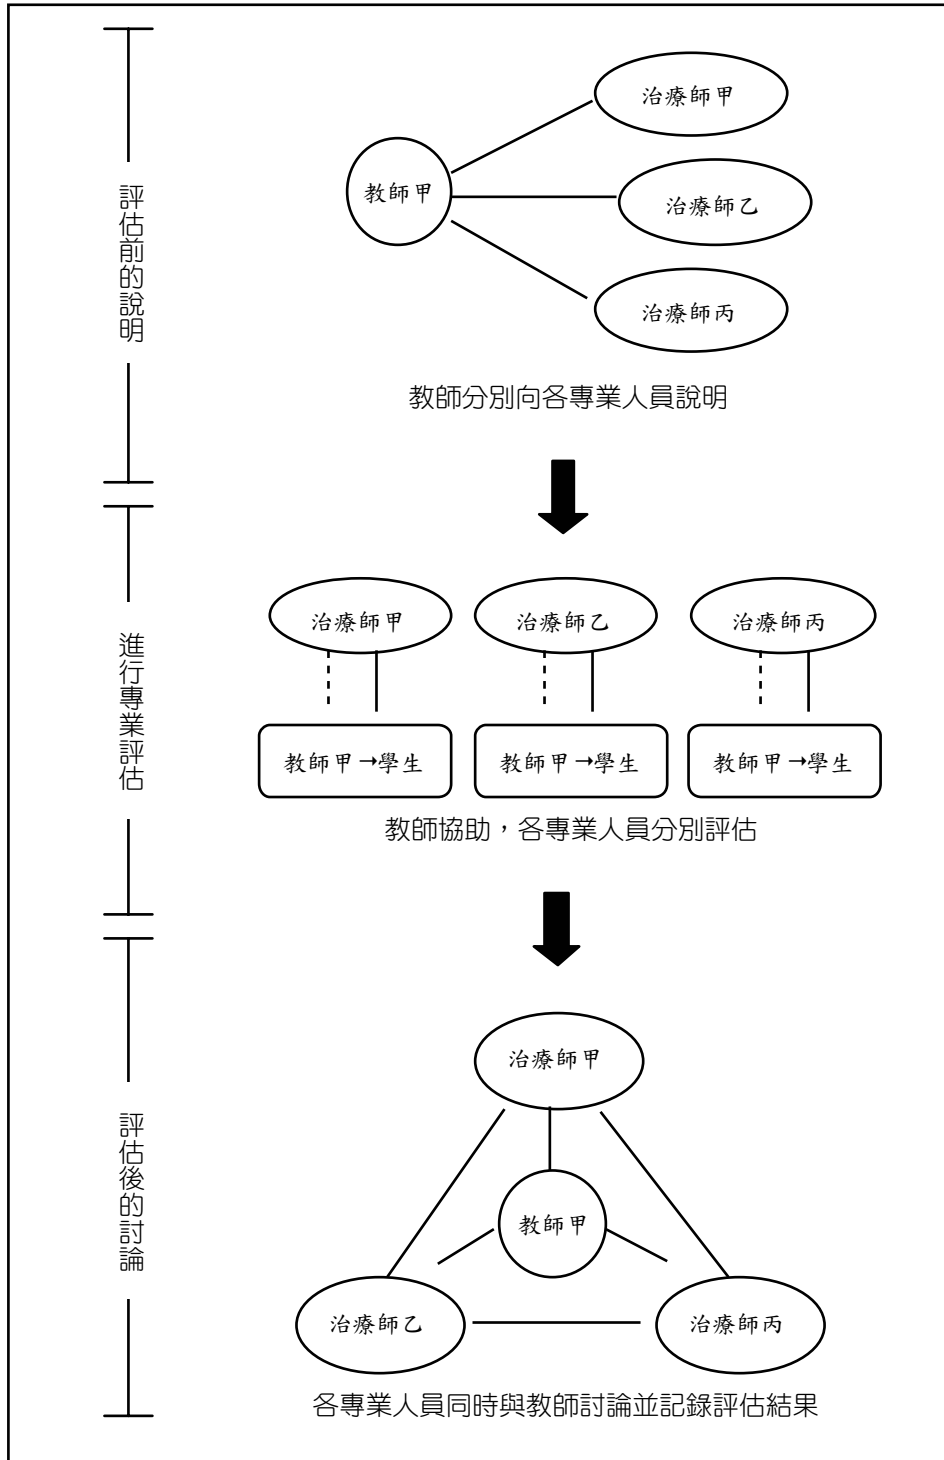 評估前的說明
教師甲
治療師甲
治療師乙
治療師丙
教師分別向各專業人員說明
進行專業評估
治療師甲
治療師乙
治療師丙
教師甲→學生
教師甲→學生
教師甲→學生
教師協助，各專業人員分別評估
評估後的討論
治療師甲
教師甲
治療師乙
治療師丙
各專業人員同時與教師討論並記錄評估結果